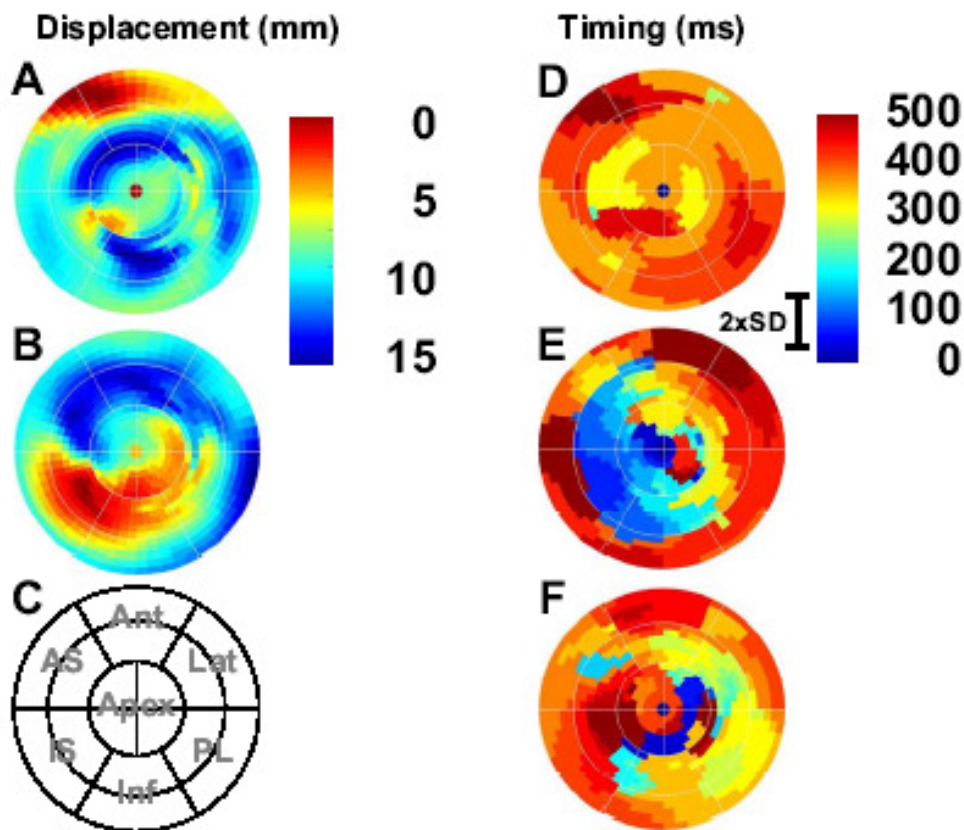 Displacement (mm)
Timing (ms)
A
0
5
10
15
D
500
400
300
200
100
0
2xSD
B
E
C
Ant
AS
Lat
Apex
IS
PL
Inf
F